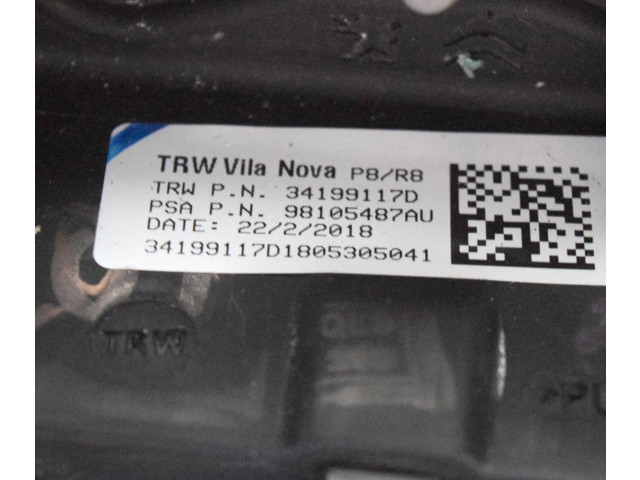 TRW Vila Nova P8/R8
TRW P.N. 34199117D
PSA P.N. 98105487AU
DATE: 22/2/2018
34199117D1805305041
TRW